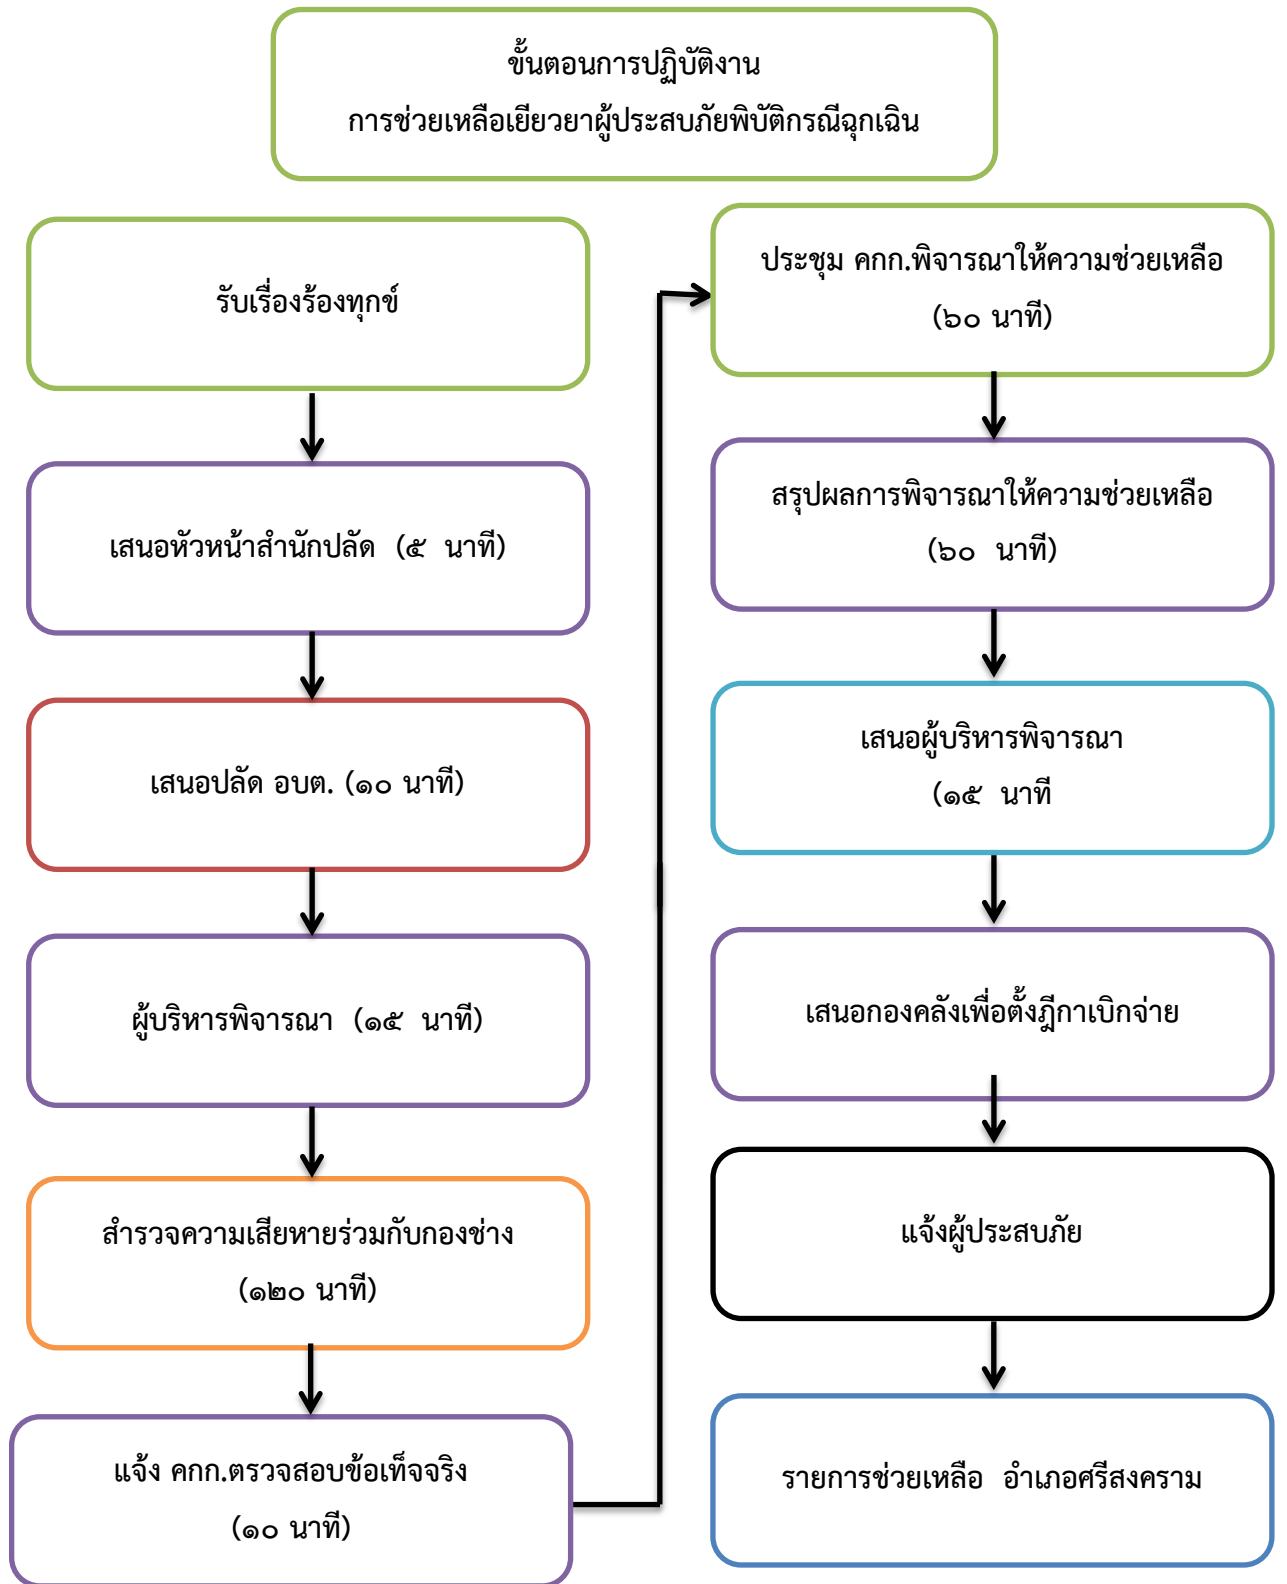 ขั้นตอนการปฏิบัติงาน
การช่วยเหลือเยียวยาผู้ประสบภัยพิบัติกรณีฉุกเฉิน
รับเรื่องร้องทุกข์
เสนอหัวหน้าสำนักปลัด (๕ นาที)
เสนอปลัด อบต. (๑๐ นาที)
ผู้บริหารพิจารณา (๑๕ นาที)
สำรวจความเสียหายร่วมกับกองช่าง
(๑๒๐ นาที)
แจ้ง คกก.ตรวจสอบข้อเท็จจริง
(๑๐ นาที)
ประชุม คกก.พิจารณาให้ความช่วยเหลือ
(๖๐ นาที)
สรุปผลการพิจารณาให้ความช่วยเหลือ
(๖๐ นาที)
เสนอผู้บริหารพิจารณา
(๑๕ นาที
เสนอกองคลังเพื่อตั้งฎีกาเบิกจ่าย
แจ้งผู้ประสบภัย
รายการช่วยเหลือ อำเภอศรีสงคราม